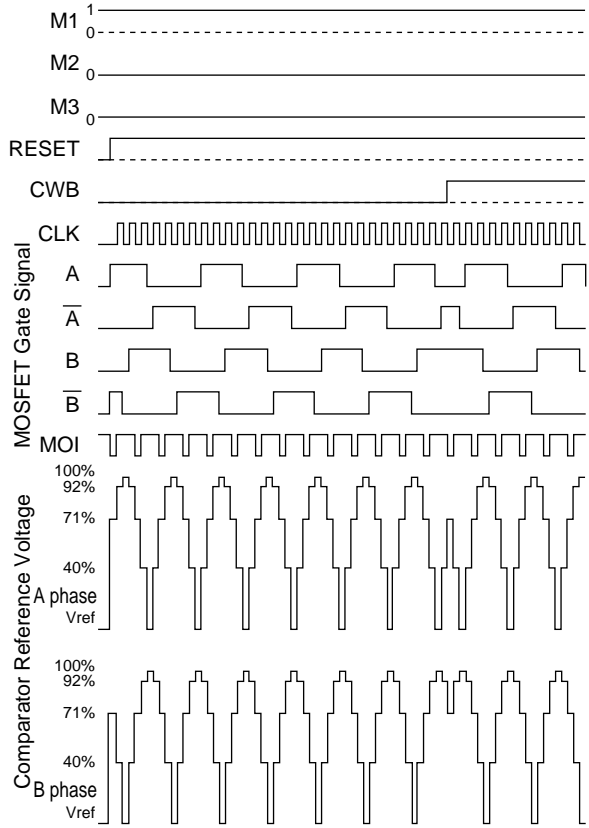 M1
1
0
M2
0
M3
0
RESET
CWB
CLK
MOSFET Gate Signal
A
A̅
B
B̅
MOI
Comparator Reference Voltage
100%
92%
71%
40%
A phase
Vref
100%
92%
71%
40%
B phase
Vref